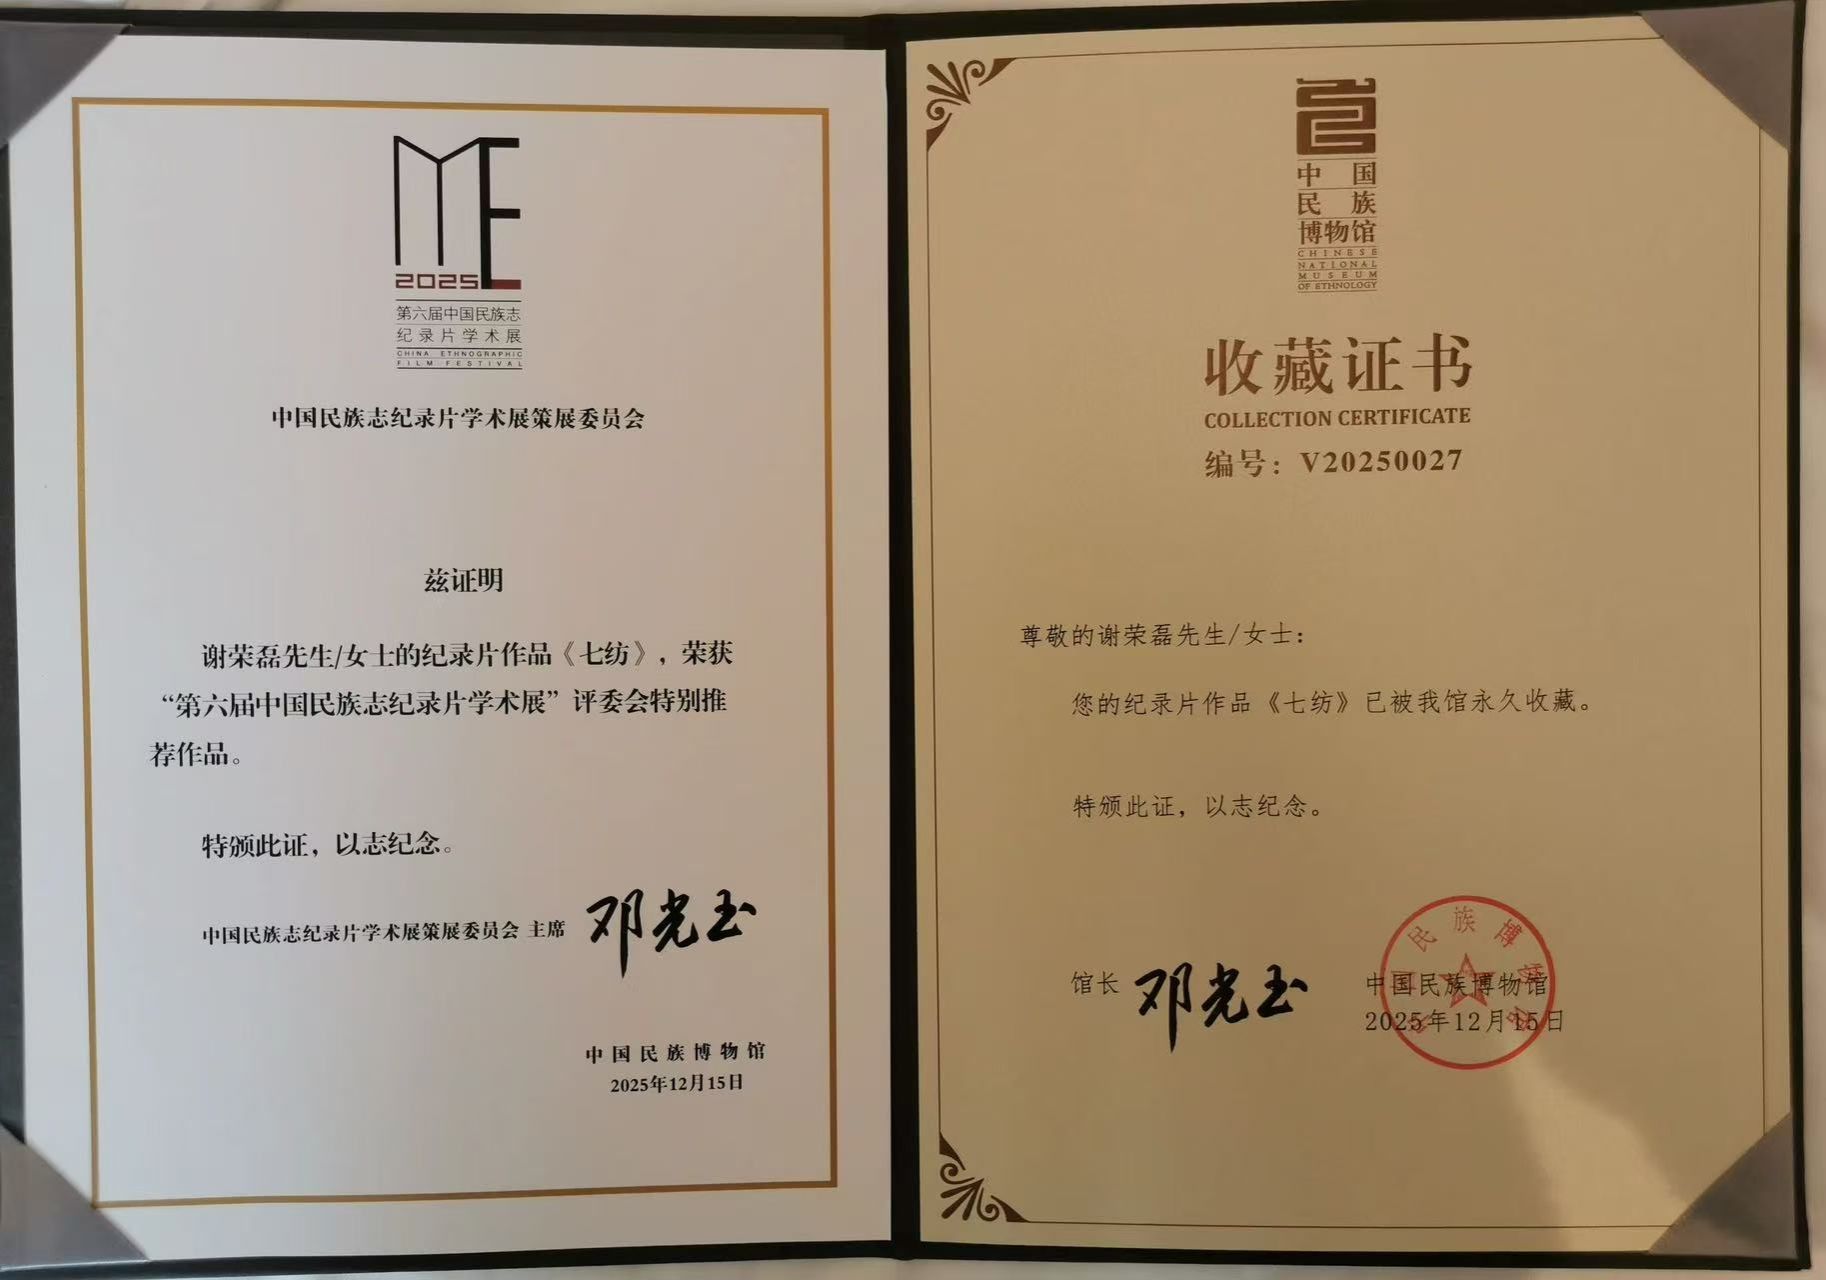 ME
2025
第六届中国民族志
纪录片学术展
CHINA ETHNOGRAPHIC
FILM FESTIVAL
中国民族志纪录片学术展策展委员会
兹证明
谢荣磊先生/女士的纪录片作品《七纺》，荣获
“第六届中国民族志纪录片学术展”评委会特别推
荐作品。
特颁此证，以志纪念。
中国民族志纪录片学术展策展委员会 主席 邓光玉
中国民族博物馆
2025年12月15日
中国
民族
博物馆
CHINESE
NATIONAL
MUSEUM
OF ETHNOLOGY
收藏证书
COLLECTION CERTIFICATE
编号：V20250027
尊敬的谢荣磊先生/女士：
您的纪录片作品《七纺》已被我馆永久收藏。
特颁此证，以志纪念。
馆长 邓光玉 中国民族博物馆
2025年12月15日
中国民族博物馆